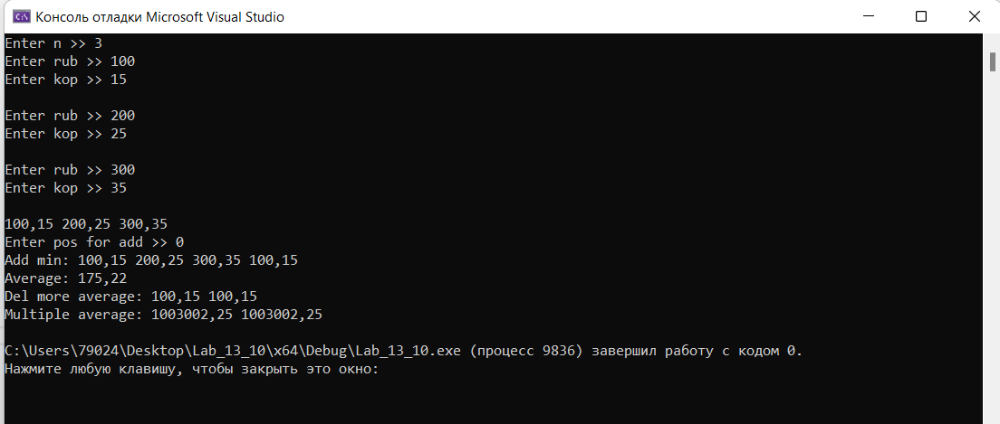 Консоль отладки Microsoft Visual Studio
Enter n >> 3
Enter rub >> 100
Enter kop >> 15
Enter rub >> 200
Enter kop >> 25
Enter rub >> 300
Enter kop >> 35
100,15 200,25 300,35
Enter pos for add >> 0
Add min: 100,15 200,25 300,35 100,15
Average: 175,22
Del more average: 100,15 100,15
Multiple average: 1003002,25 1003002,25
C:\Users\79024\Desktop\Lab_13_10\x64\Debug\Lab_13_10.exe (процесс 9836) завершил работу с кодом 0.
Нажмите любую клавишу, чтобы закрыть это окно: